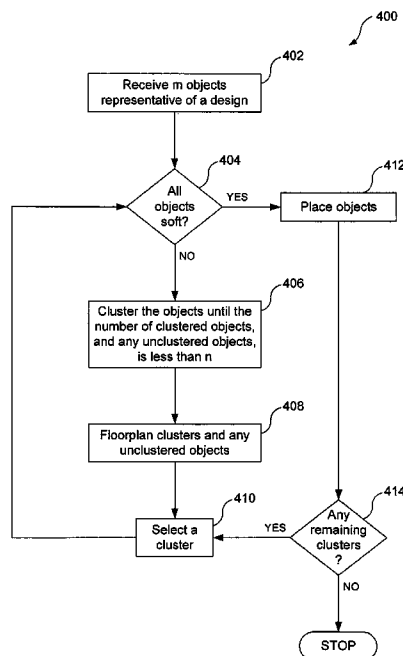 400
402
Receive m objects
representative of a design
404
All
objects
soft?
YES
412
Place objects
NO
406
Cluster the objects until the
number of clustered objects,
and any unclustered objects,
is less than n
408
Floorplan clusters and any
unclustered objects
410
Select a
cluster
YES
414
Any
remaining
clusters
?
NO
STOP